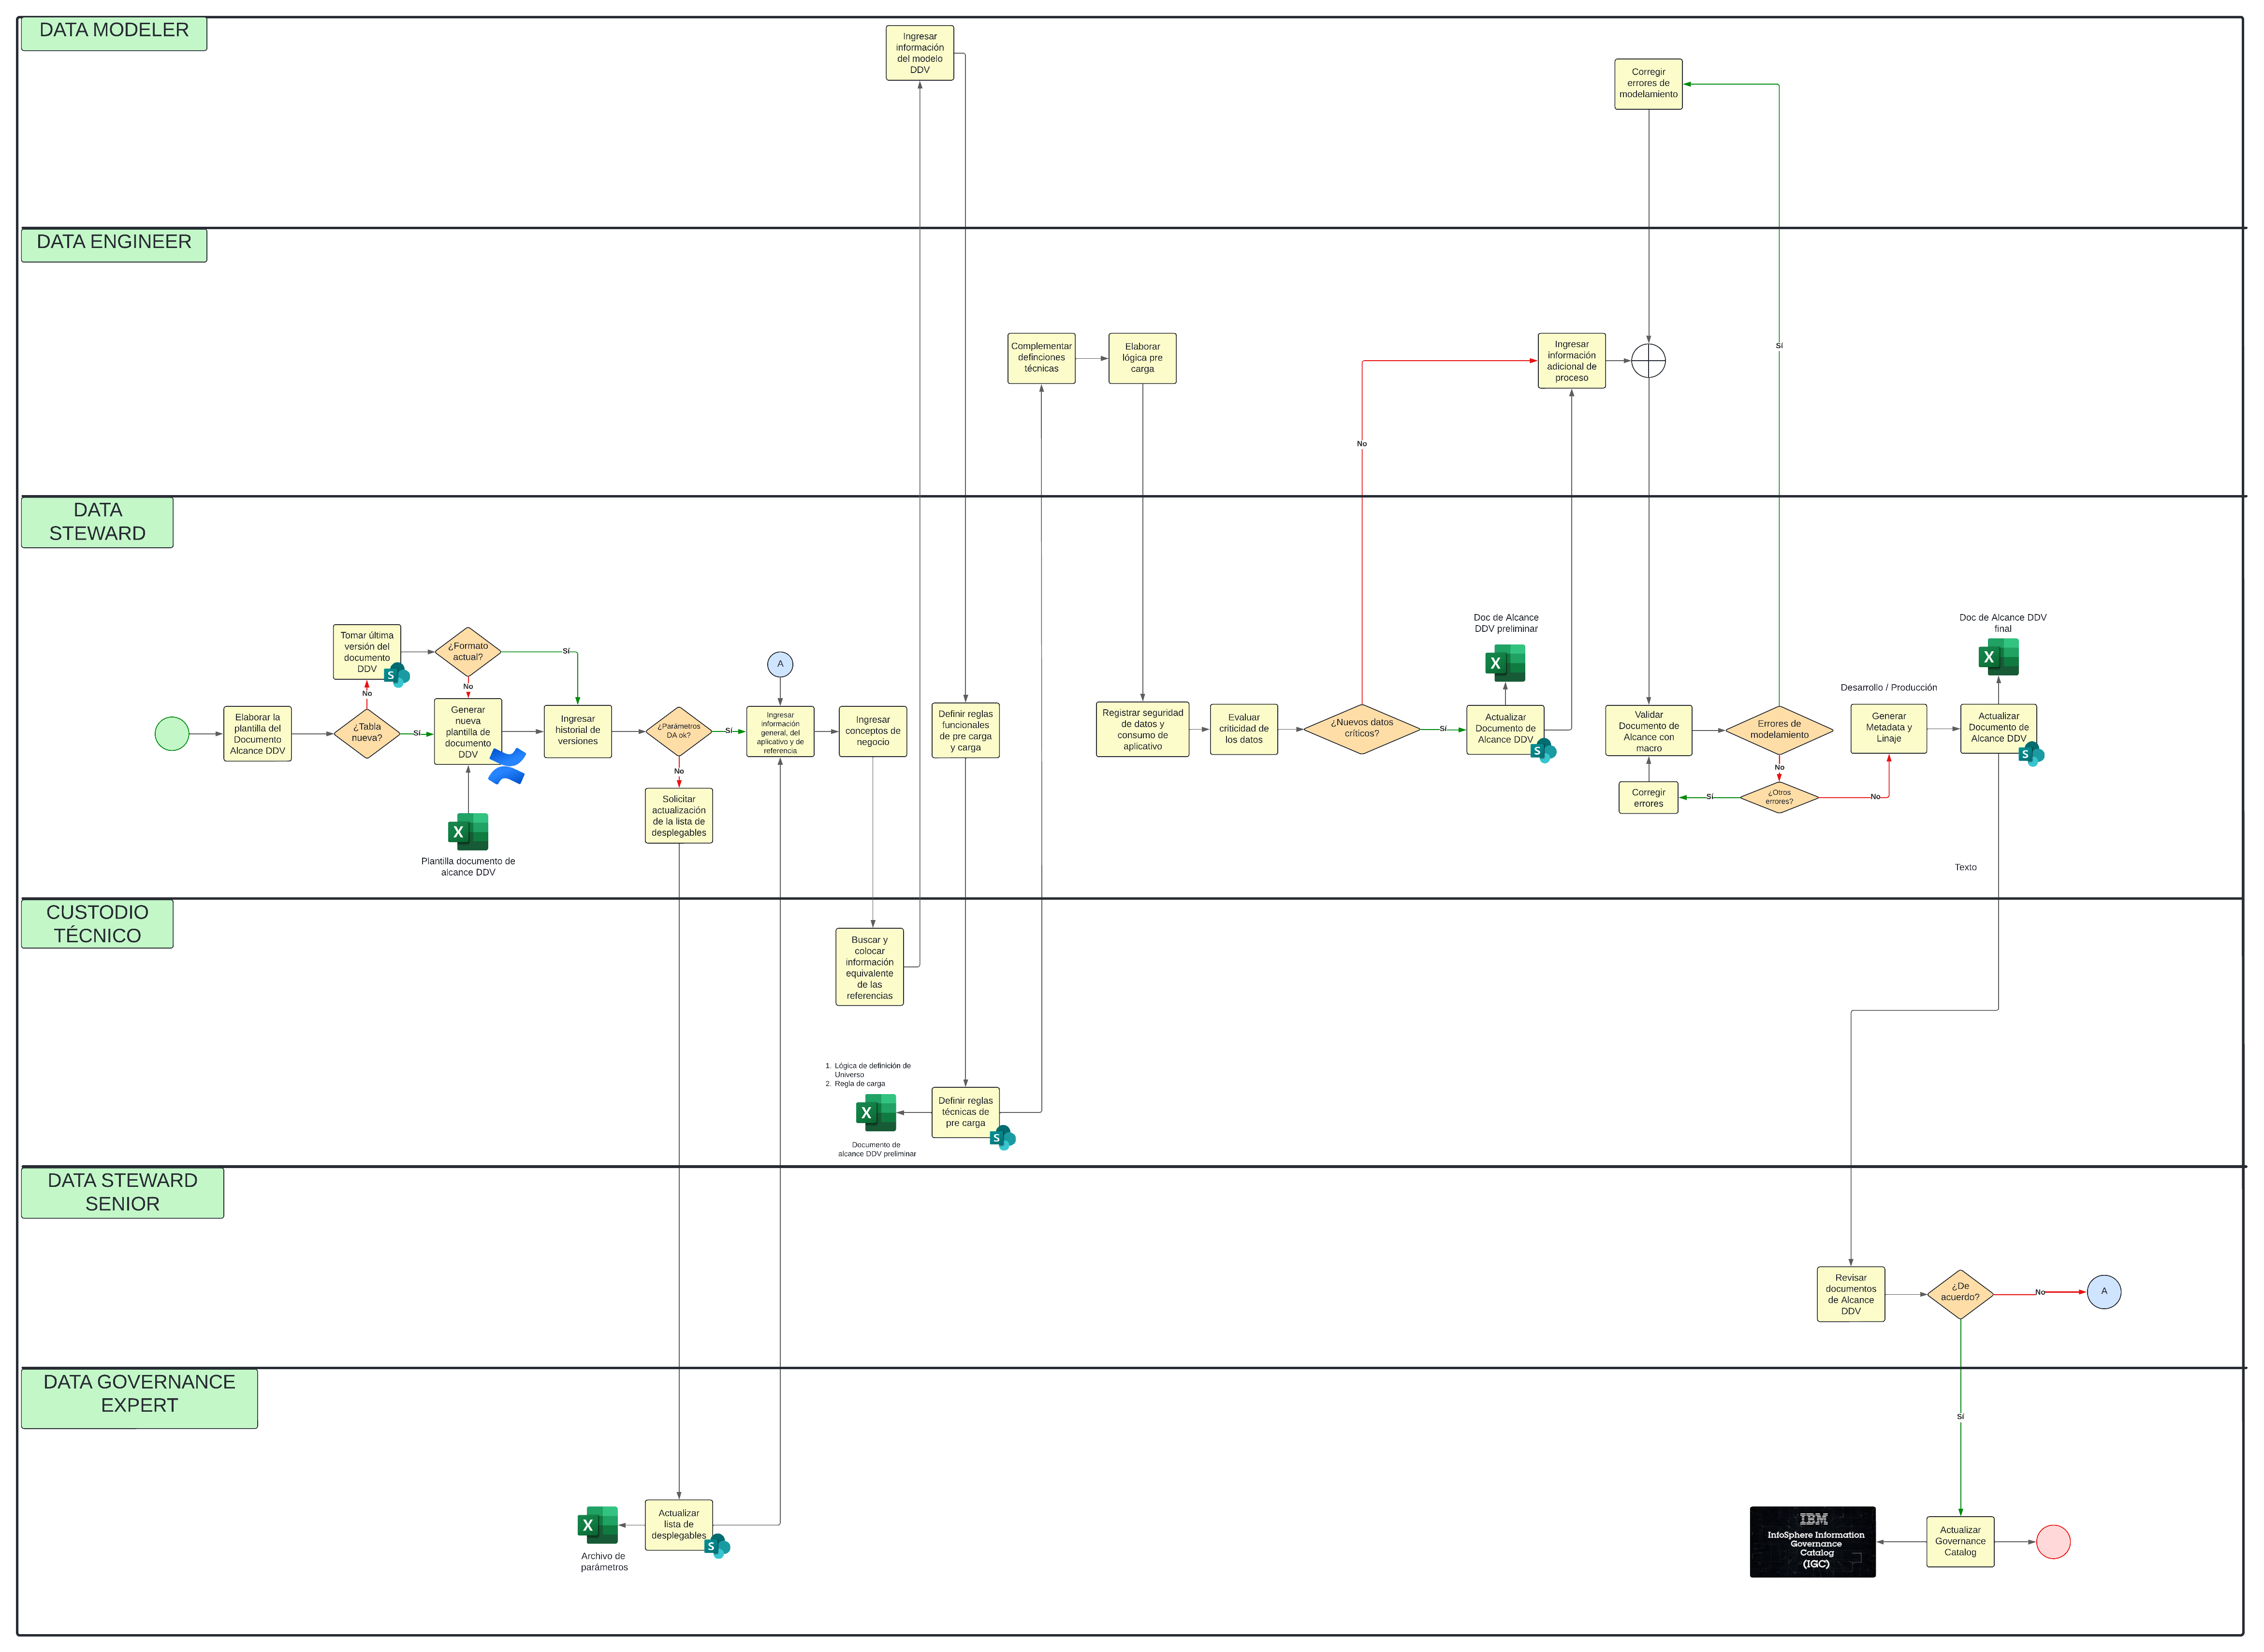 DATA MODELER
Ingresar
información
del modelo
DDV
Corregir
errores de
modelamiento
DATA ENGINEER
Complementar
definciones
técnicas
Elaborar
lógica pre
carga
Ingresar
información
adicional de
proceso
Sí
No
DATA
STEWARD
Elaborar la
plantilla del
Documento
Alcance DDV
¿Tabla
nueva?
No
Sí
Tomar última
versión del
documento
DDV
S
¿Formato
actual?
No
Sí
Generar
nueva
plantilla de
documento
DDV
X
Plantilla documento de
alcance DDV
Ingresar
historial de
versiones
¿Parámetros
DA ok?
Sí
No
Solicitar
actualización
de la lista de
desplegables
A
Ingresar
información
general, del
aplicativo y de
referencia
Ingresar
conceptos de
negocio
Definir reglas
funcionales
de pre carga
y carga
Registrar seguridad
de datos y
consumo de
aplicativo
Evaluar
criticidad de
los datos
¿Nuevos datos
críticos?
Sí
Doc de Alcance
DDV preliminar
X
Actualizar
Documento de
Alcance DDV
S
Validar
Documento de
Alcance con
macro
Errores de
modelamiento
No
¿Otros
errores?
Sí
No
Corregir
errores
Desarrollo / Producción
Generar
Metadata y
Linaje
Doc de Alcance DDV
final
X
Actualizar
Documento de
Alcance DDV
S
Texto
CUSTODIO
TÉCNICO
Buscar y
colocar
información
equivalente
de las
referencias
1. Lógica de definición de
Universo
2. Regla de carga
X
Documento de
alcance DDV preliminar
Definir reglas
técnicas de
pre carga
S
DATA STEWARD
SENIOR
Revisar
documentos
de Alcance
DDV
¿De
acuerdo?
No
A
DATA GOVERNANCE
EXPERT
Sí
X
Archivo de
parámetros
Actualizar
lista de
desplegables
S
IBM
InfoSphere Information
Governance
Catalog
(IGC)
Actualizar
Governance
Catalog